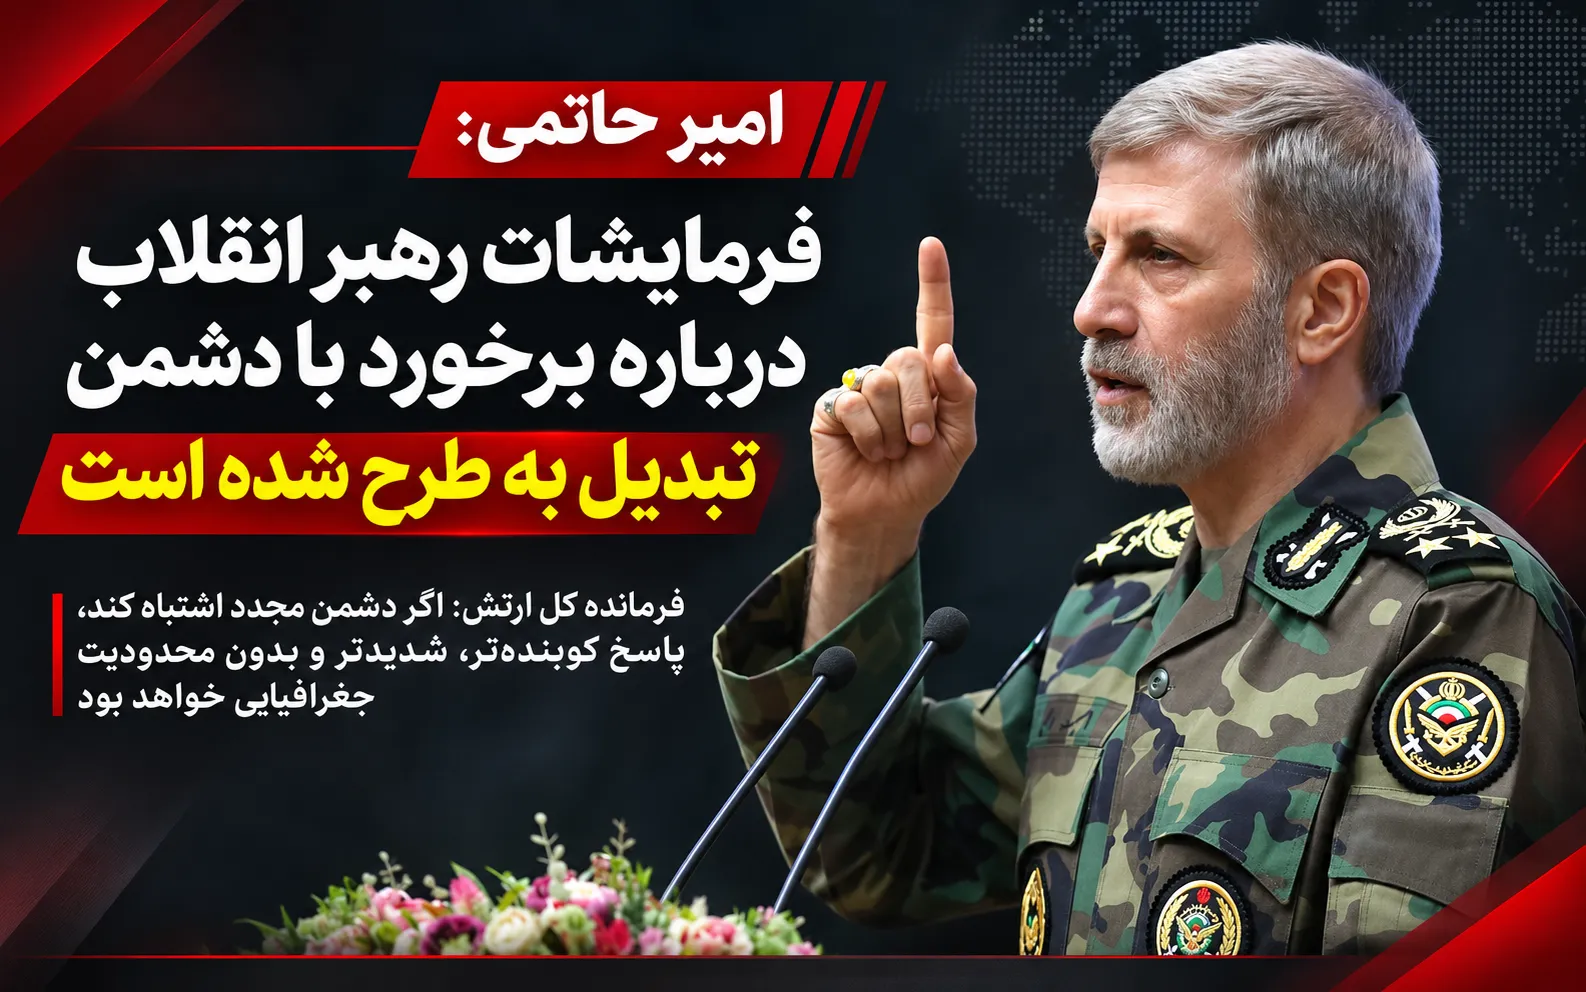 امیر حاتمی:
فرمایشات رهبر انقلاب
درباره برخورد با دشمن
تبدیل به طرح شده است
فرمانده کل ارتش: اگر دشمن مجدد اشتباه کند،
پاسخ کوبنده‌تر، شدیدتر و بدون محدودیت
جغرافیایی خواهد بود